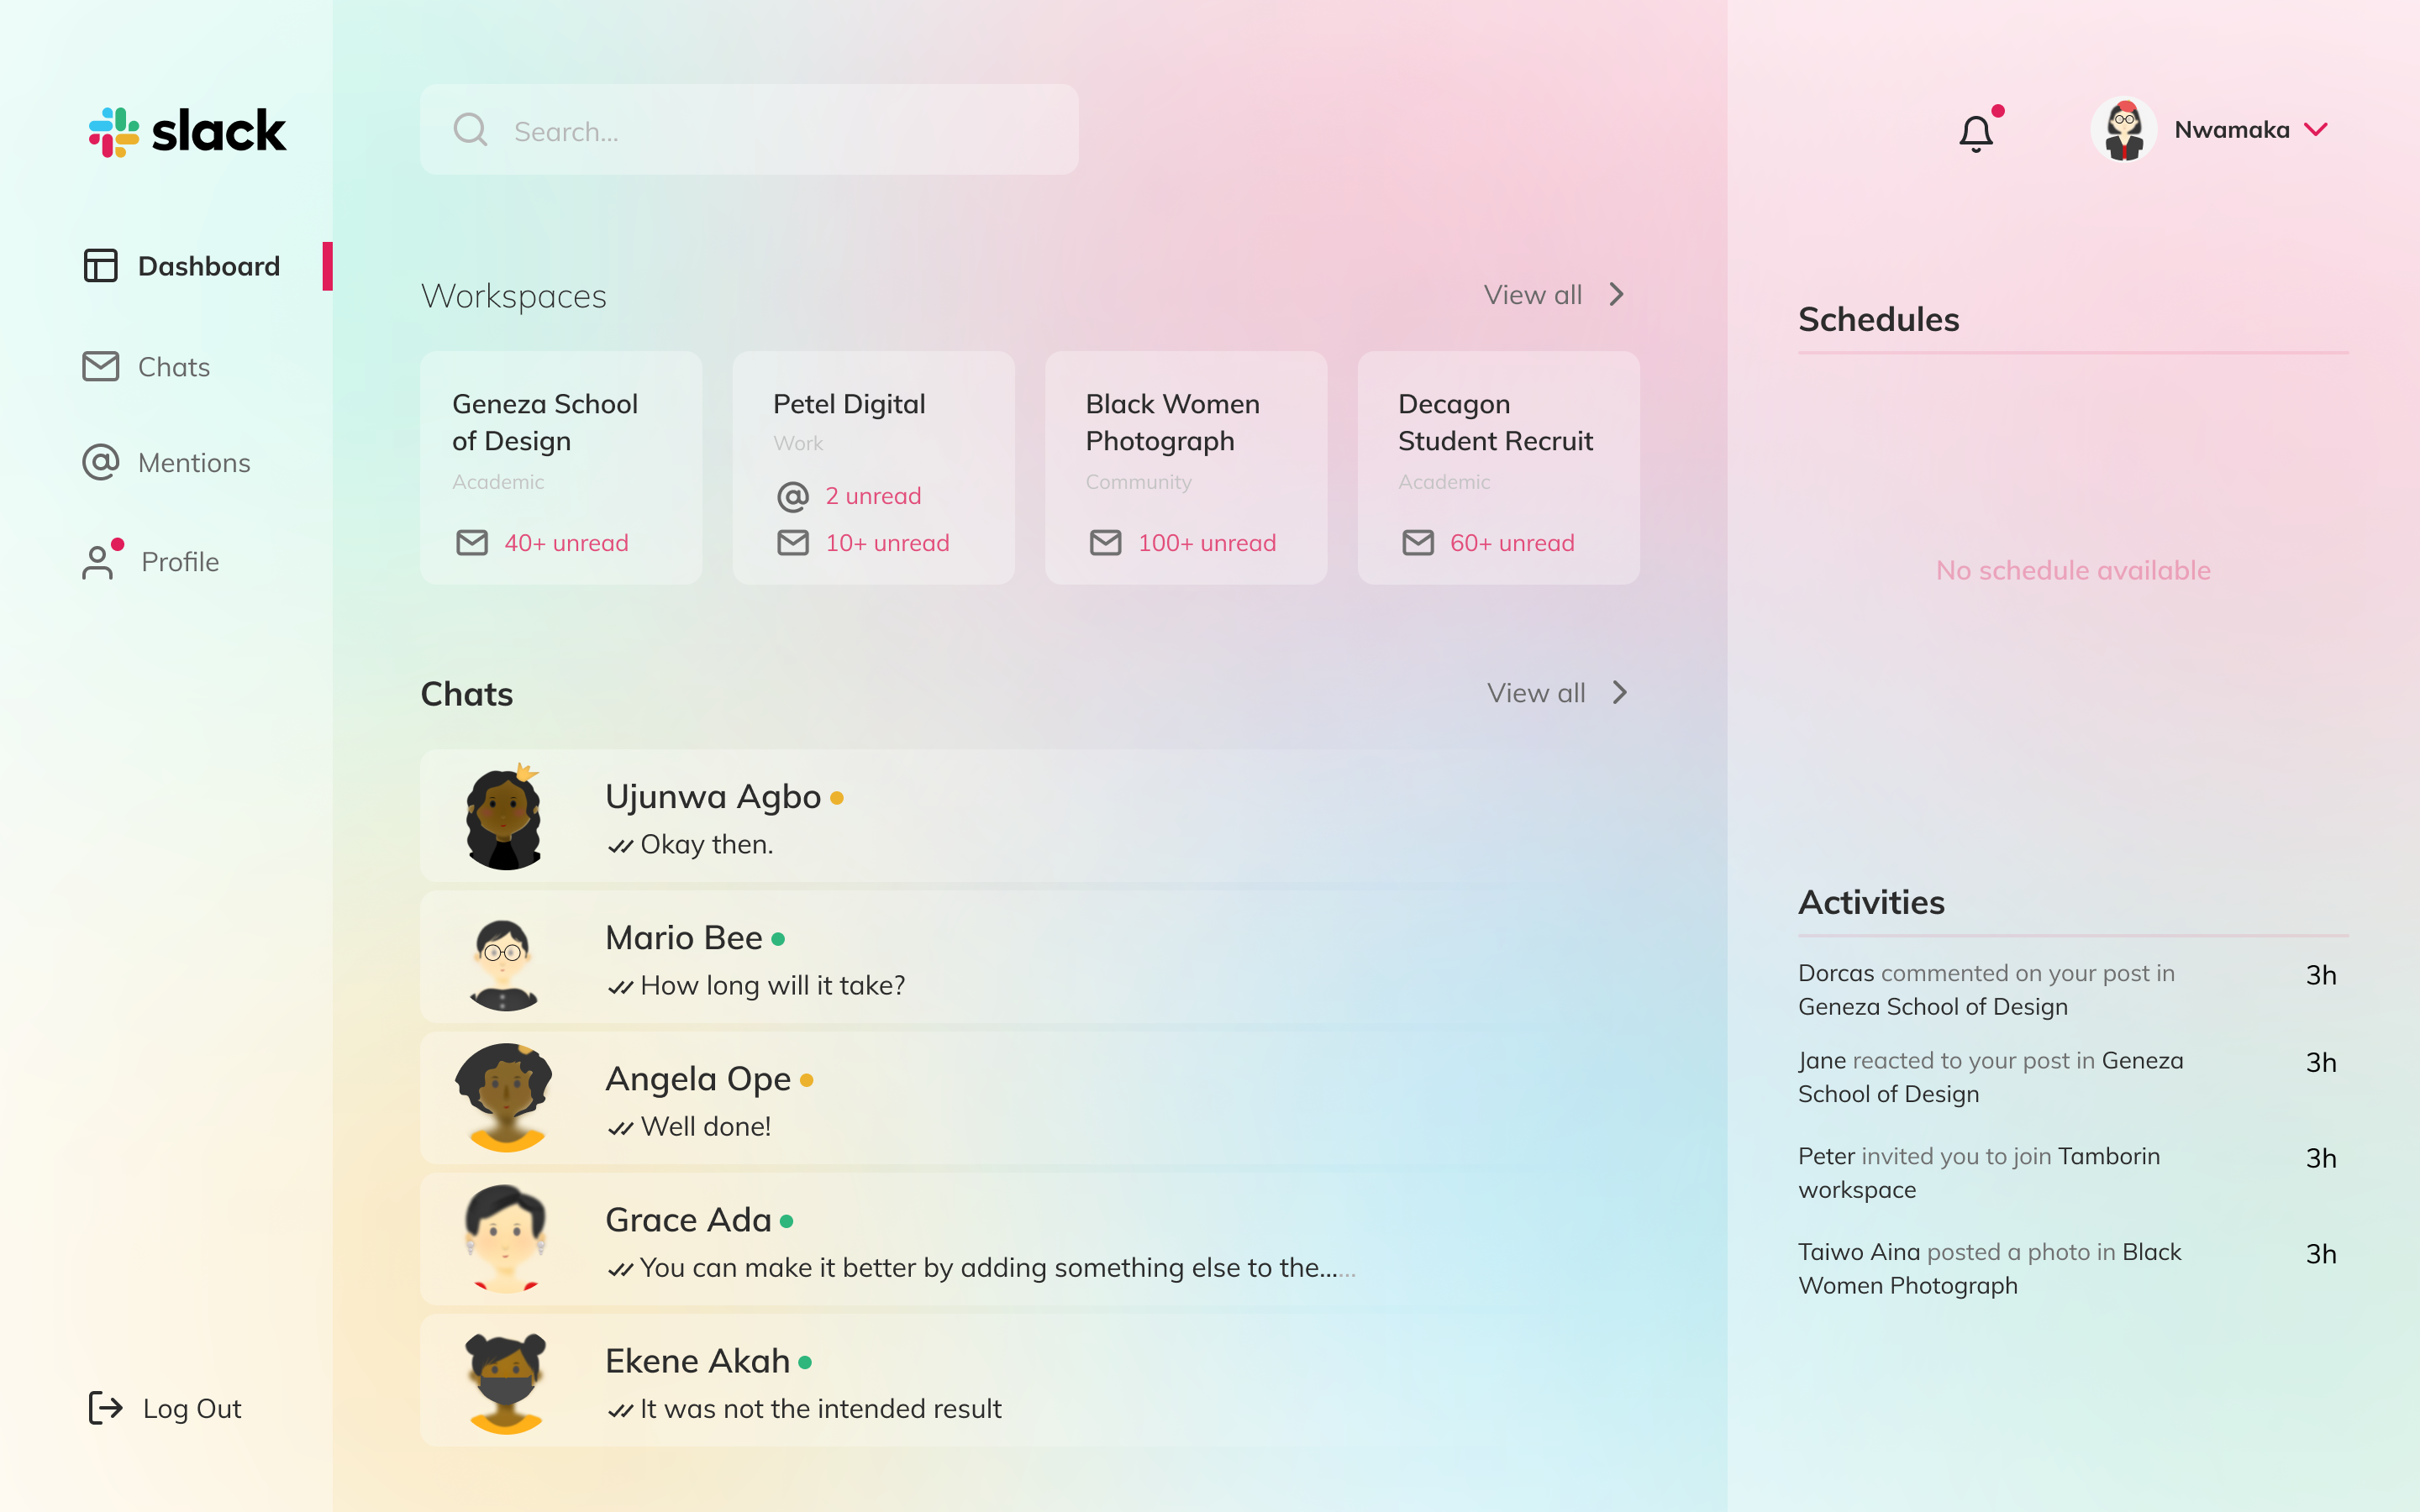 slack
Dashboard
Chats
Mentions
Profile
Log Out
Search...
Workspaces
View all
Geneza School
of Design
Academic
40+ unread
Petel Digital
Work
@ 2 unread
10+ unread
Black Women
Photograph
Community
100+ unread
Decagon
Student Recruit
Academic
60+ unread
Chats
View all
Ujunwa Agbo
Okay then.
Mario Bee
How long will it take?
Angela Ope
Well done!
Grace Ada
You can make it better by adding something else to the......
Ekene Akah
It was not the intended result
Nwamaka
Schedules
No schedule available
Activities
Dorcas commented on your post in
Geneza School of Design
3h
Jane reacted to your post in Geneza
School of Design
3h
Peter invited you to join Tamborin
workspace
3h
Taiwo Aina posted a photo in Black
Women Photograph
3h